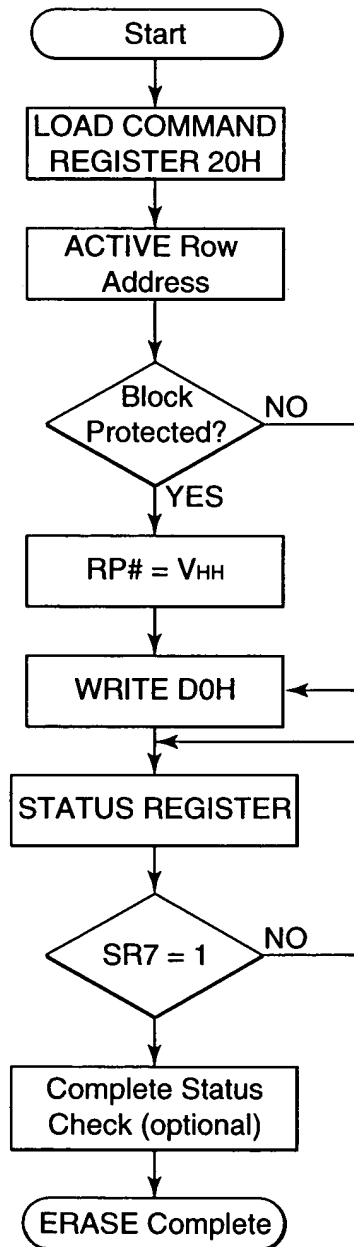 Start
LOAD COMMAND
REGISTER 20H
ACTIVE Row
Address
Block
Protected?
NO
YES
RP# = VHH
WRITE D0H
STATUS REGISTER
SR7 = 1
NO
Complete Status
Check (optional)
ERASE Complete